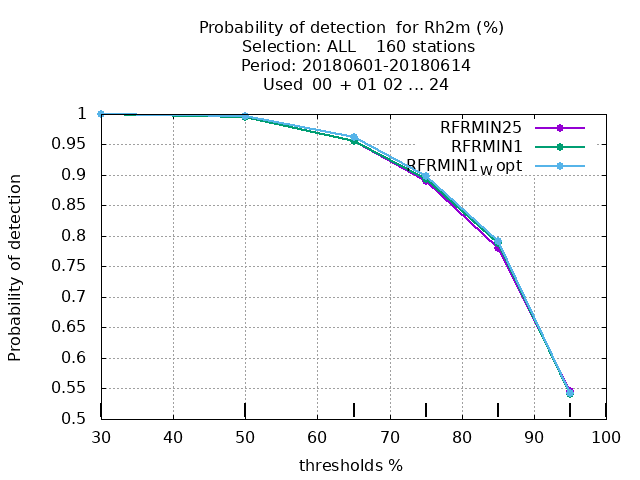 Probability of detection  for Rh2m (%)
Selection: ALL    160 stations
Period: 20180601-20180614
Used  00 + 01 02 ... 24
Probability of detection
1
0.95
0.9
0.85
0.8
0.75
0.7
0.65
0.6
0.55
0.5
RFRMIN25
RFRMIN1
RFRMIN1w opt
30 40 50 60 70 80 90 100
thresholds %